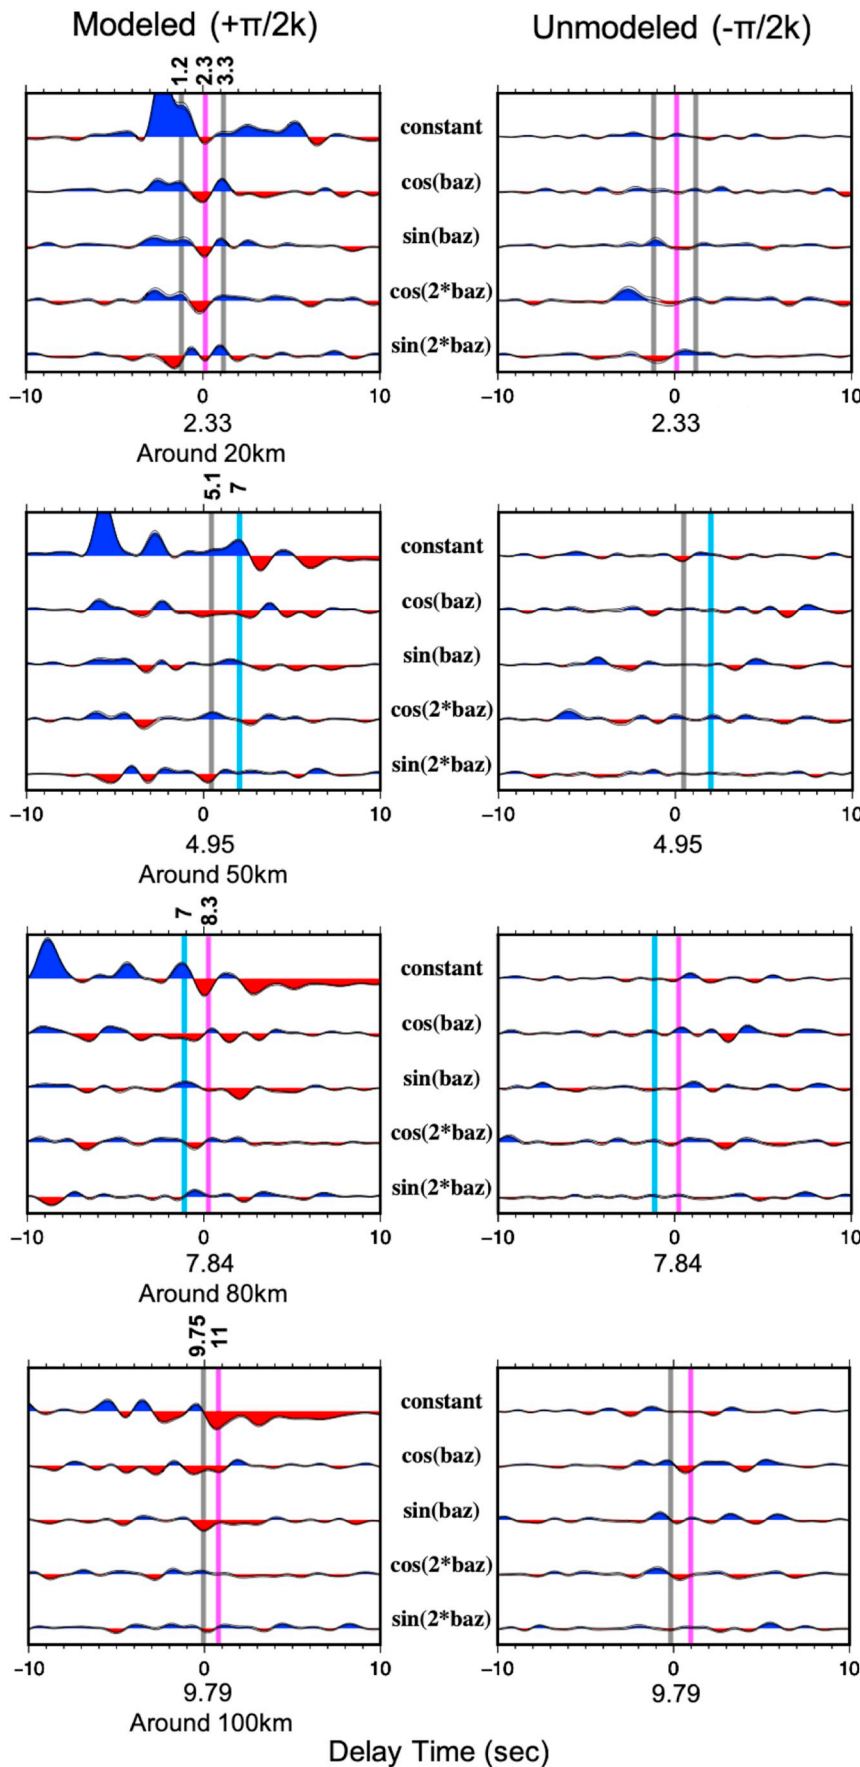 Modeled (+π/2k)
Unmodeled (-π/2k)
1.2
2.3
3.3
constant
cos(baz)
sin(baz)
cos(2*baz)
sin(2*baz)
−10 0 10
−10 0 10
2.33
2.33
Around 20km
5.1
7
constant
cos(baz)
sin(baz)
cos(2*baz)
sin(2*baz)
−10 0 10
−10 0 10
4.95
4.95
Around 50km
7
8.3
constant
cos(baz)
sin(baz)
cos(2*baz)
sin(2*baz)
−10 0 10
−10 0 10
7.84
7.84
Around 80km
9.75
11
constant
cos(baz)
sin(baz)
cos(2*baz)
sin(2*baz)
−10 0 10
−10 0 10
9.79
9.79
Around 100km
Delay Time (sec)